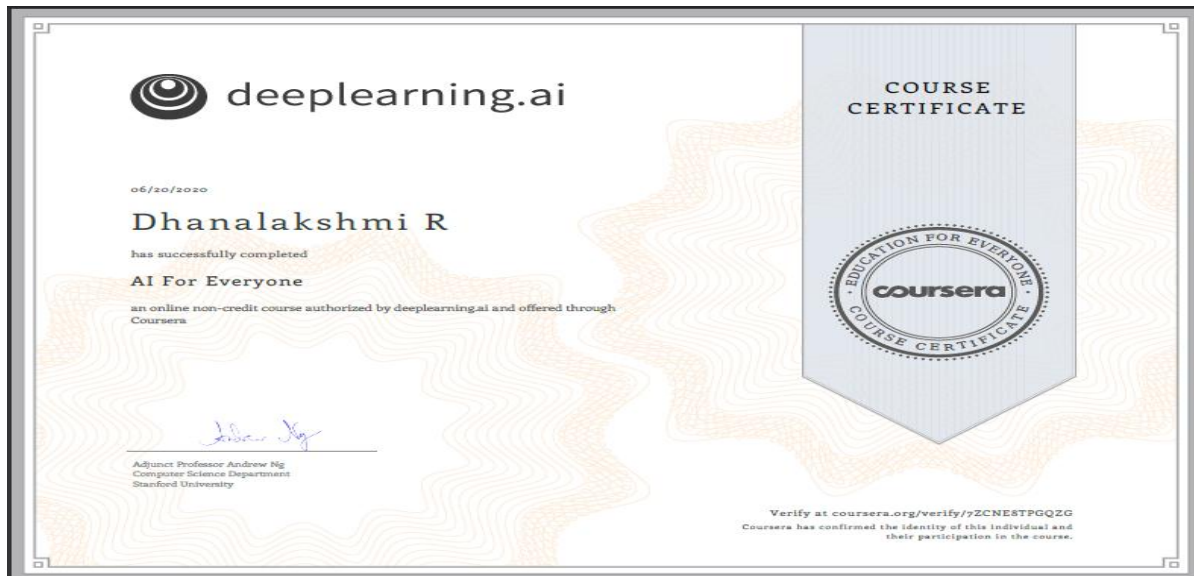 deeplearning.ai
COURSE
CERTIFICATE
06/20/2020
Dhanalakshmi R
has successfully completed
AI For Everyone
an online non-credit course authorized by deeplearning.ai and offered through
Coursera
EDUCATION FOR EVERYONE
coursera
COURSE CERTIFICATE
Andrew Ng
Adjunct Professor Andrew Ng
Computer Science Department
Stanford University
Verify at coursera.org/verify/7ZCNE8TPGQZG
Coursera has confirmed the identity of this individual and
their participation in the course.